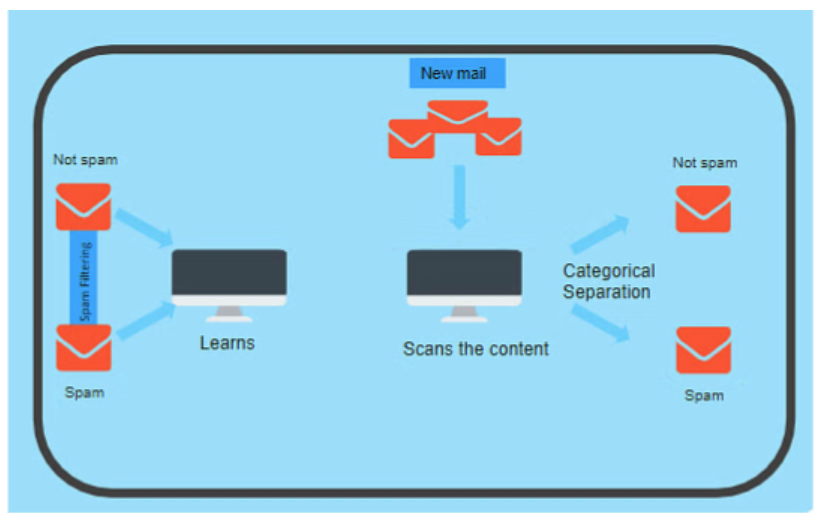 New mail
Not spam
Spam Filtering
Spam
Learns
Scans the content
Categorical
Separation
Not spam
Spam